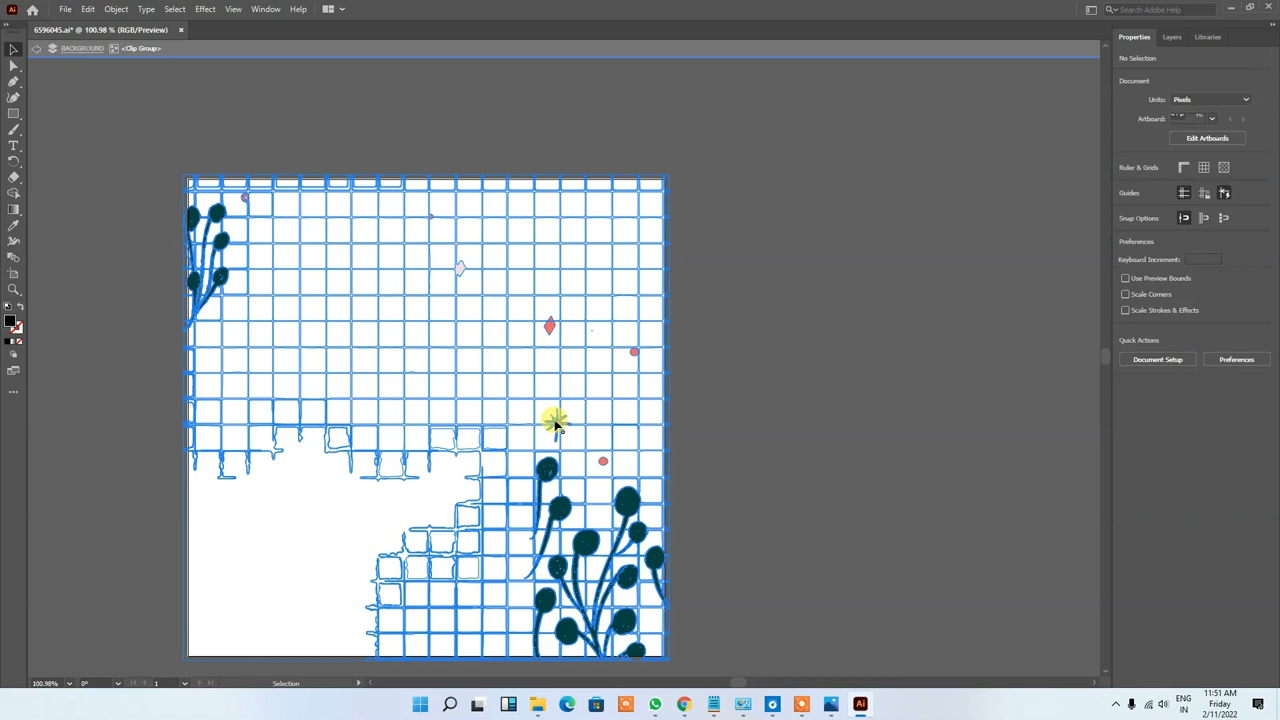 Ai File Edit Object Type Select Effect View Window Help
Search Adobe Help
6596045.ai* @ 100.98 % (RGB/Preview) ×
BACKGROUND <Clip Group>
Properties Layers Libraries
No Selection
Document
Units: Pixels
Artboard:
Edit Artboards
Ruler & Grids
Guides
Snap Options
Preferences
Keyboard Increment:
Use Preview Bounds
Scale Corners
Scale Strokes & Effects
Quick Actions
Document Setup Preferences
100.98% 0° 1 Selection
Ai
ENG
IN
11:51 AM
Friday
2/11/2022